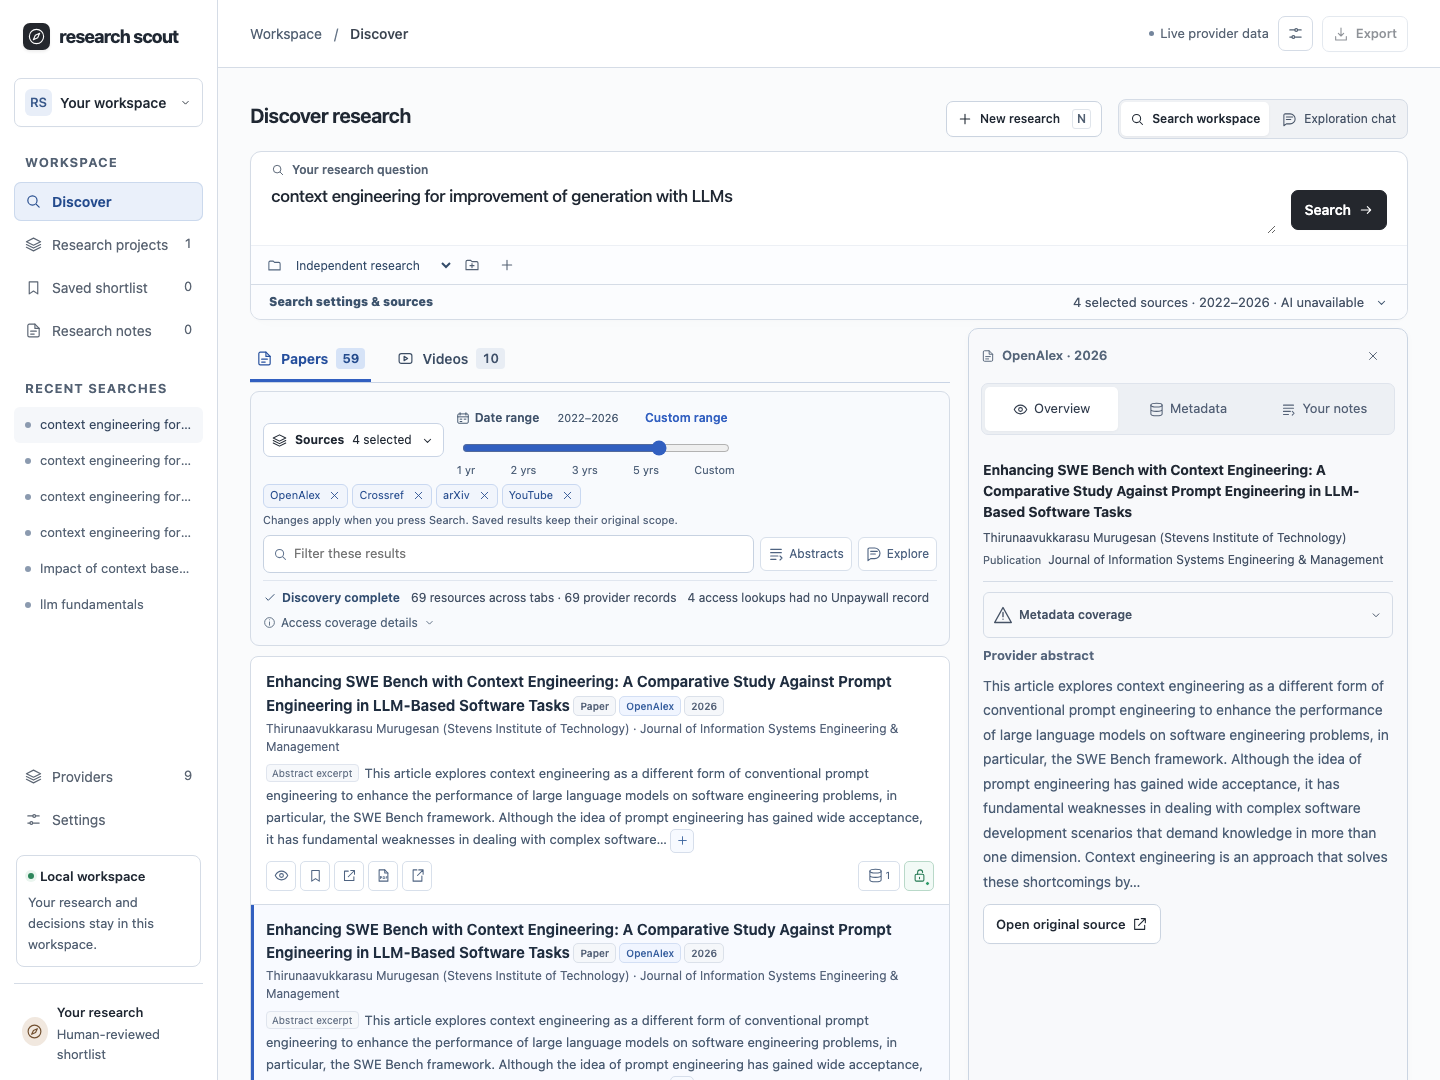 research scout
RS Your workspace
WORKSPACE
Discover
Research projects 1
Saved shortlist 0
Research notes 0
RECENT SEARCHES
context engineering for...
context engineering for...
context engineering for...
context engineering for...
Impact of context base...
llm fundamentals
Providers 9
Settings
Local workspace
Your research and
decisions stay in this
workspace.
Your research
Human-reviewed
shortlist
Workspace / Discover
Live provider data
Export
Discover research
New research N
Search workspace
Exploration chat
Your research question
context engineering for improvement of generation with LLMs
Search
Independent research
Search settings & sources
4 selected sources · 2022–2026 · AI unavailable
Papers 59
Videos 10
Sources 4 selected
Date range 2022–2026 Custom range
1 yr 2 yrs 3 yrs 5 yrs Custom
OpenAlex Crossref arXiv YouTube
Changes apply when you press Search. Saved results keep their original scope.
Filter these results
Abstracts
Explore
Discovery complete 69 resources across tabs · 69 provider records 4 access lookups had no Unpaywall record
Access coverage details
Enhancing SWE Bench with Context Engineering: A Comparative Study Against Prompt
Engineering in LLM-Based Software Tasks Paper OpenAlex 2026
Thirunaavukkarasu Murugesan (Stevens Institute of Technology) · Journal of Information Systems Engineering &
Management
Abstract excerpt This article explores context engineering as a different form of conventional prompt
engineering to enhance the performance of large language models on software engineering problems, in
particular, the SWE Bench framework. Although the idea of prompt engineering has gained wide acceptance,
it has fundamental weaknesses in dealing with complex software...
1
Enhancing SWE Bench with Context Engineering: A Comparative Study Against Prompt
Engineering in LLM-Based Software Tasks Paper OpenAlex 2026
Thirunaavukkarasu Murugesan (Stevens Institute of Technology) · Journal of Information Systems Engineering &
Management
Abstract excerpt This article explores context engineering as a different form of conventional prompt
engineering to enhance the performance of large language models on software engineering problems, in
particular, the SWE Bench framework. Although the idea of prompt engineering has gained wide acceptance,
OpenAlex · 2026
Overview
Metadata
Your notes
Enhancing SWE Bench with Context Engineering: A
Comparative Study Against Prompt Engineering in LLM-
Based Software Tasks
Thirunaavukkarasu Murugesan (Stevens Institute of Technology)
Publication Journal of Information Systems Engineering & Management
Metadata coverage
Provider abstract
This article explores context engineering as a different form of
conventional prompt engineering to enhance the performance
of large language models on software engineering problems, in
particular, the SWE Bench framework. Although the idea of
prompt engineering has gained wide acceptance, it has
fundamental weaknesses in dealing with complex software
development scenarios that demand knowledge in more than
one dimension. Context engineering is an approach that solves
these shortcomings by...
Open original source